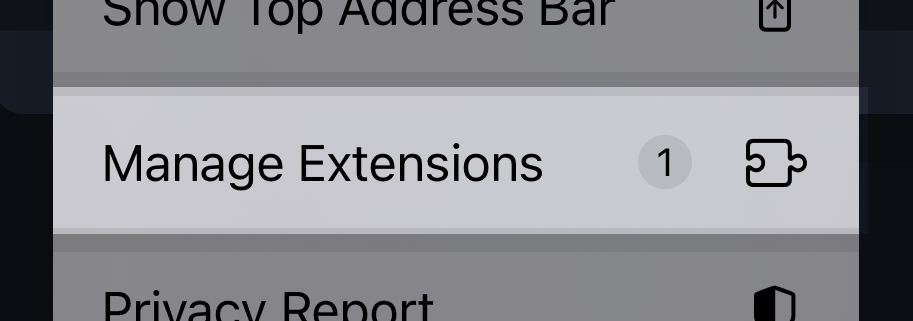 Show Top Address Bar
Manage Extensions 1
Privacy Report